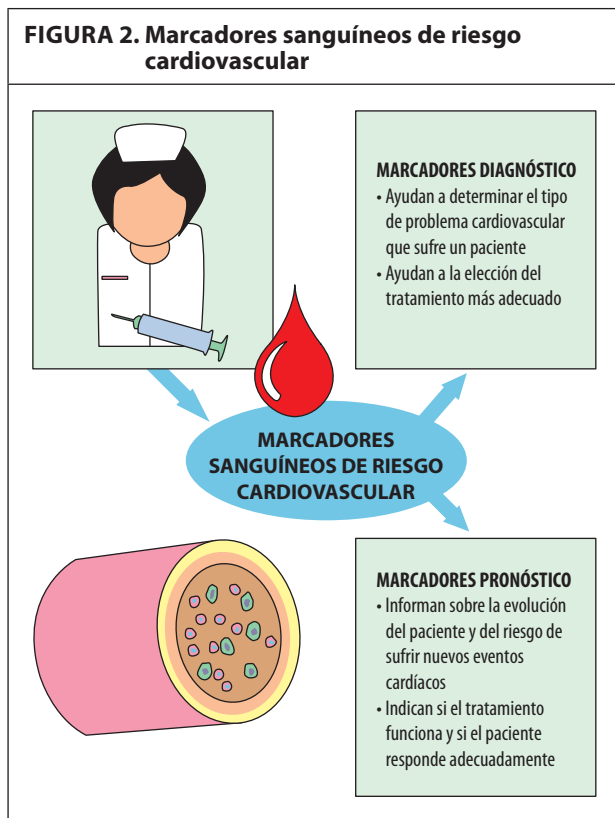 FIGURA 2. Marcadores sanguíneos de riesgo
cardiovascular
MARCADORES DIAGNÓSTICO
• Ayudan a determinar el tipo
de problema cardiovascular
que sufre un paciente
• Ayudan a la elección del
tratamiento más adecuado
MARCADORES
SANGUÍNEOS DE RIESGO
CARDIOVASCULAR
MARCADORES PRONÓSTICO
• Informan sobre la evolución
del paciente y del riesgo de
sufrir nuevos eventos
cardíacos
• Indican si el tratamiento
funciona y si el paciente
responde adecuadamente